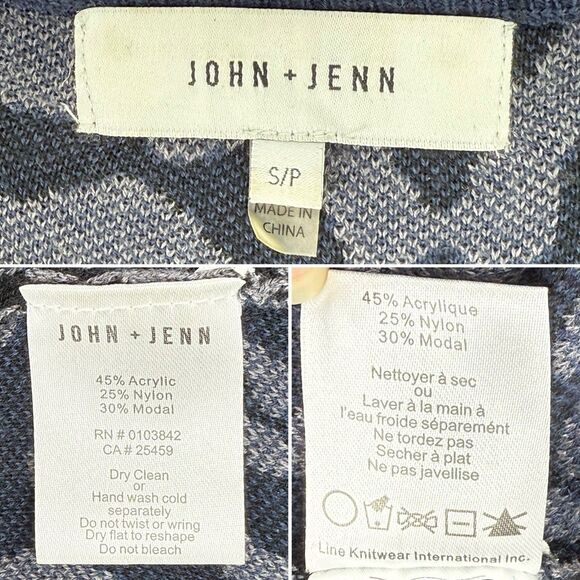 JOHN + JENN
S/P
MADE IN
CHINA
JOHN + JENN
45% Acrylic
25% Nylon
30% Modal
RN # 0103842
CA # 25459
Dry Clean
or
Hand wash cold
separately
Do not twist or wring
Dry flat to reshape
Do not bleach
45% Acrylique
25% Nylon
30% Modal
Nettoyer à sec
ou
Laver à la main à
l'eau froide séparément
Ne tordez pas
Secher à plat
Ne pas javellise
Line Knitwear International Inc.